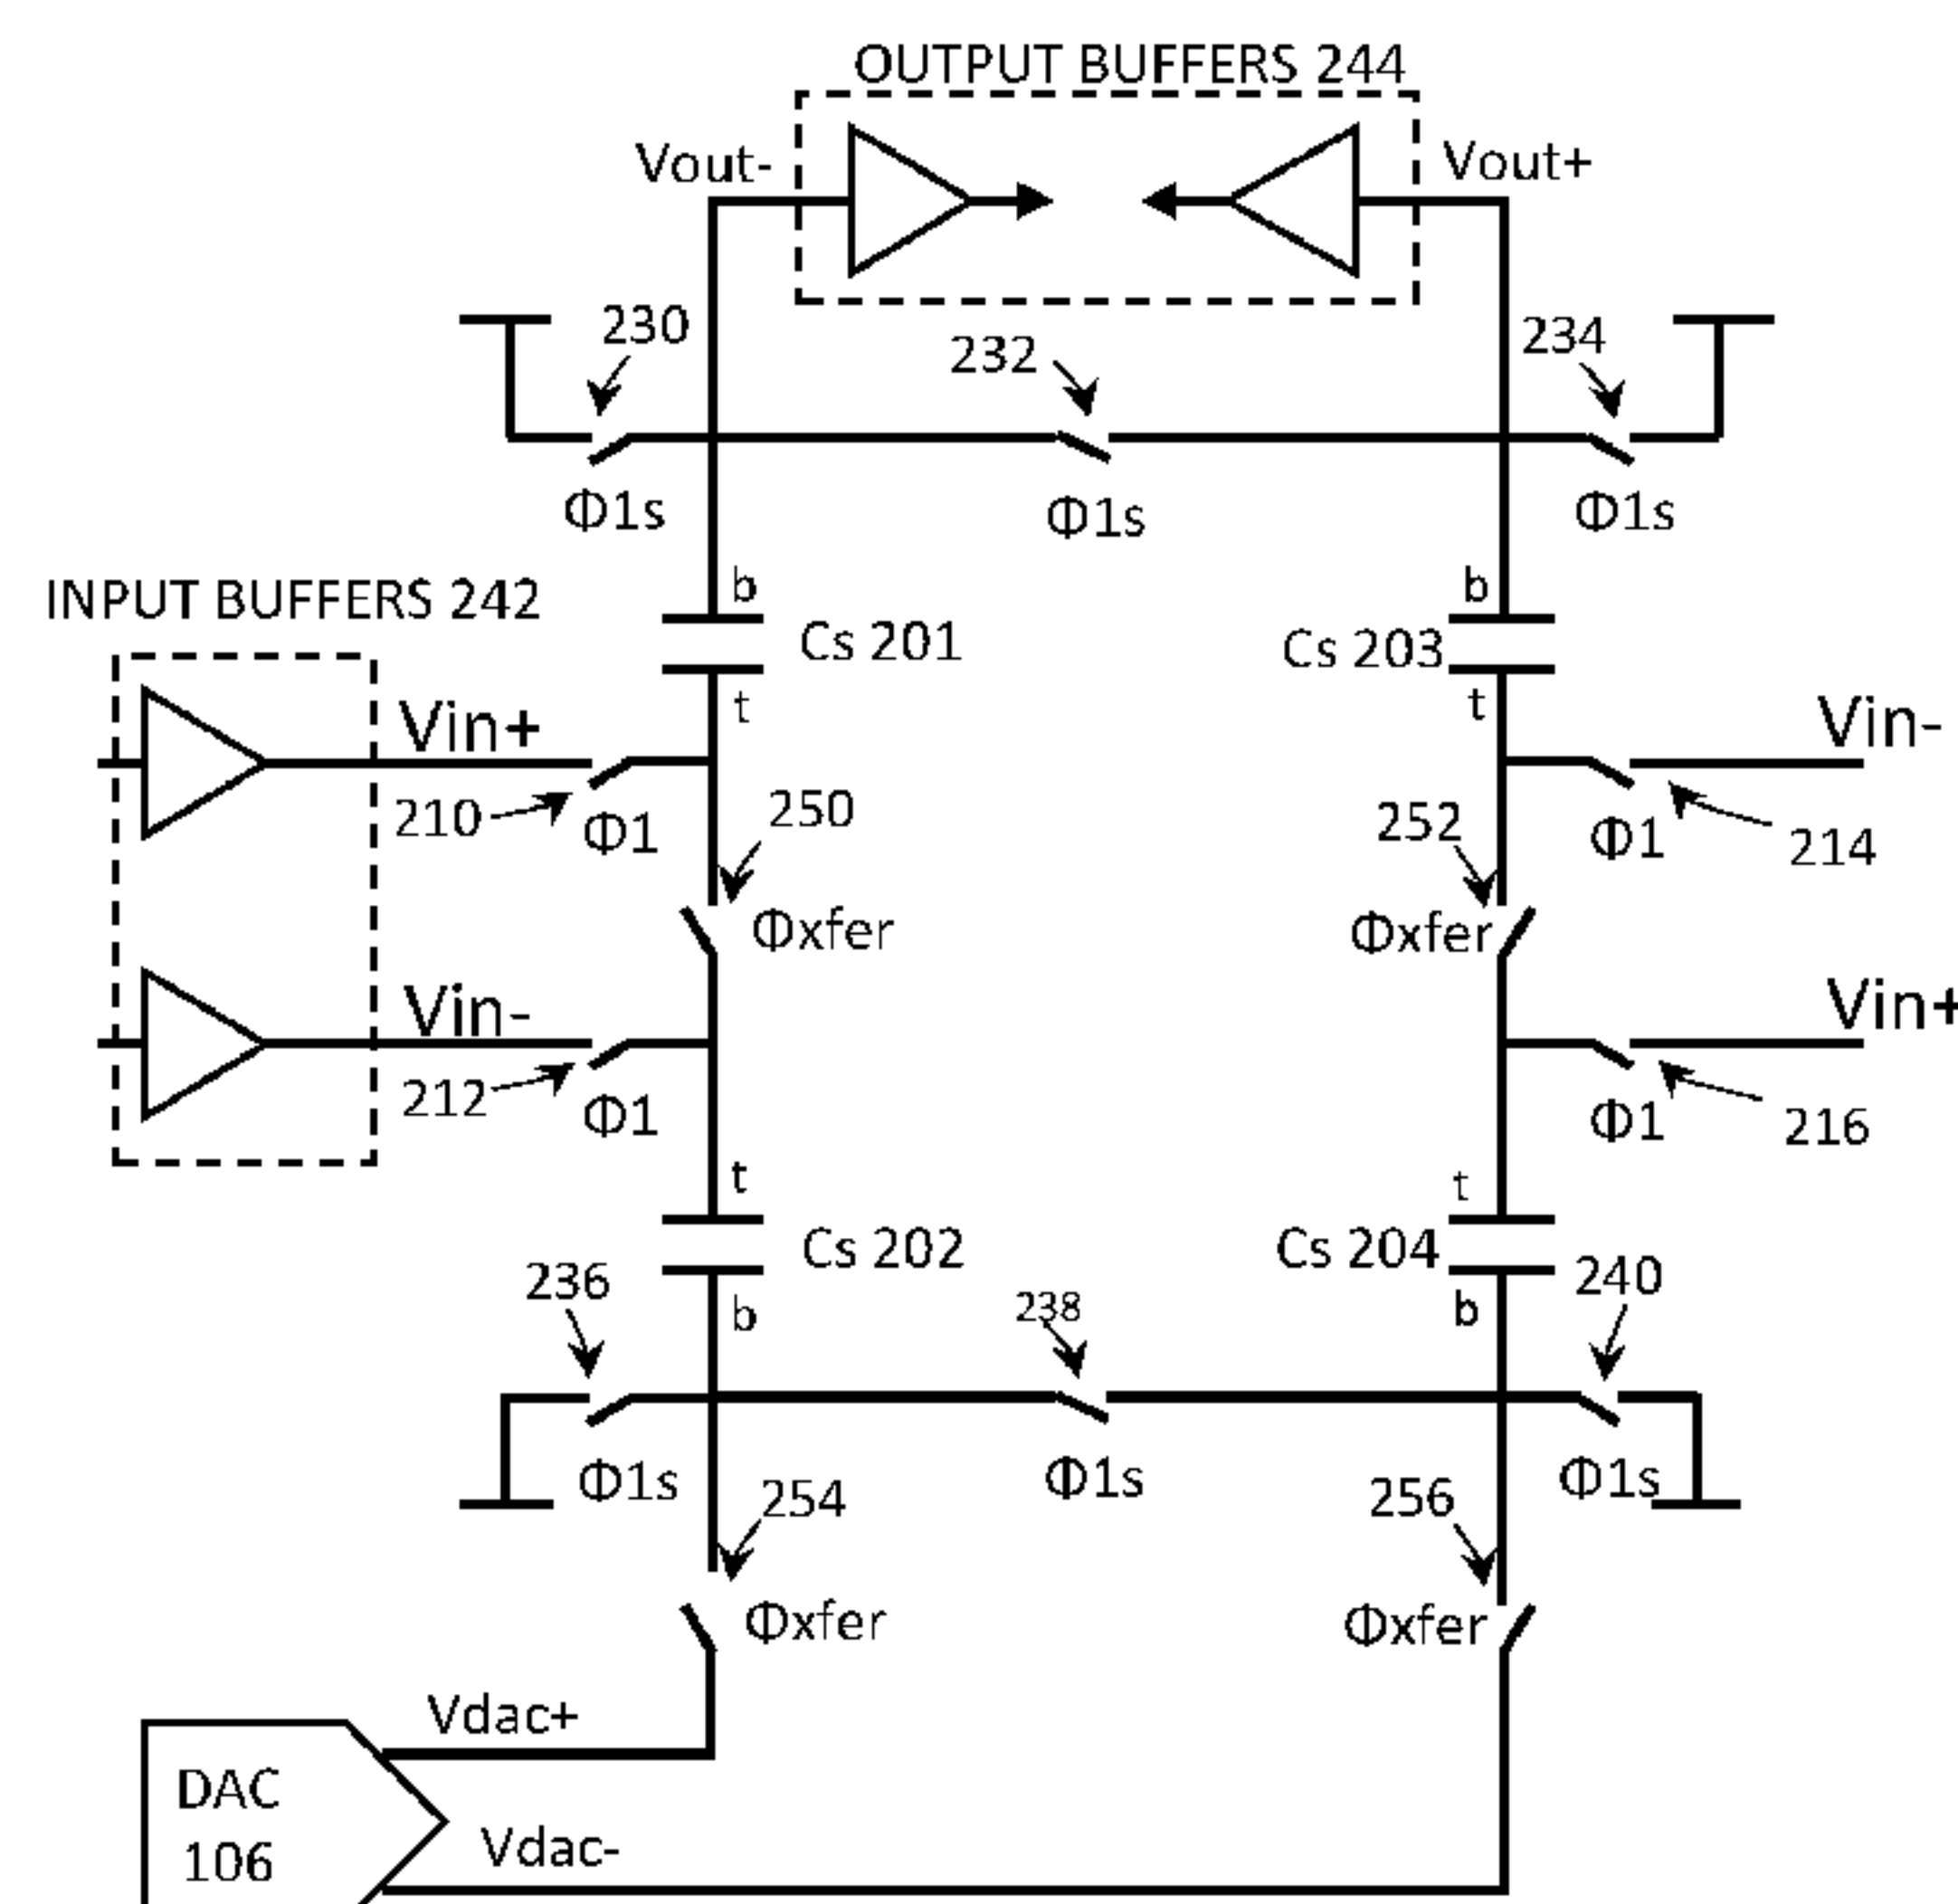 OUTPUT BUFFERS 244
Vout-
Vout+
230
232
234
Φ1s
Φ1s
Φ1s
INPUT BUFFERS 242
b
b
Cs 201
Cs 203
t
t
Vin+
Vin-
210
Φ1
250
252
Φ1
214
Φxfer
Φxfer
Vin-
Vin+
212
Φ1
Φ1
216
t
t
Cs 202
Cs 204
236
238
240
b
b
Φ1s
Φ1s
Φ1s
254
256
Φxfer
Φxfer
Vdac+
DAC
106
Vdac-